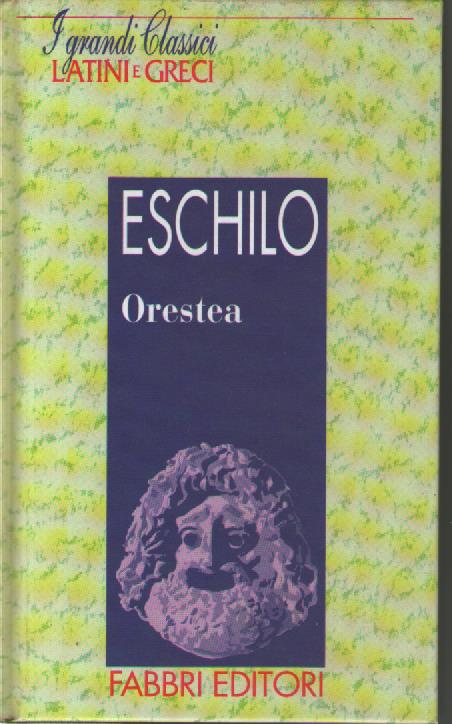 I grandi Classici
LATINI E GRECI
ESCHILO
Orestea
FABBRI EDITORI